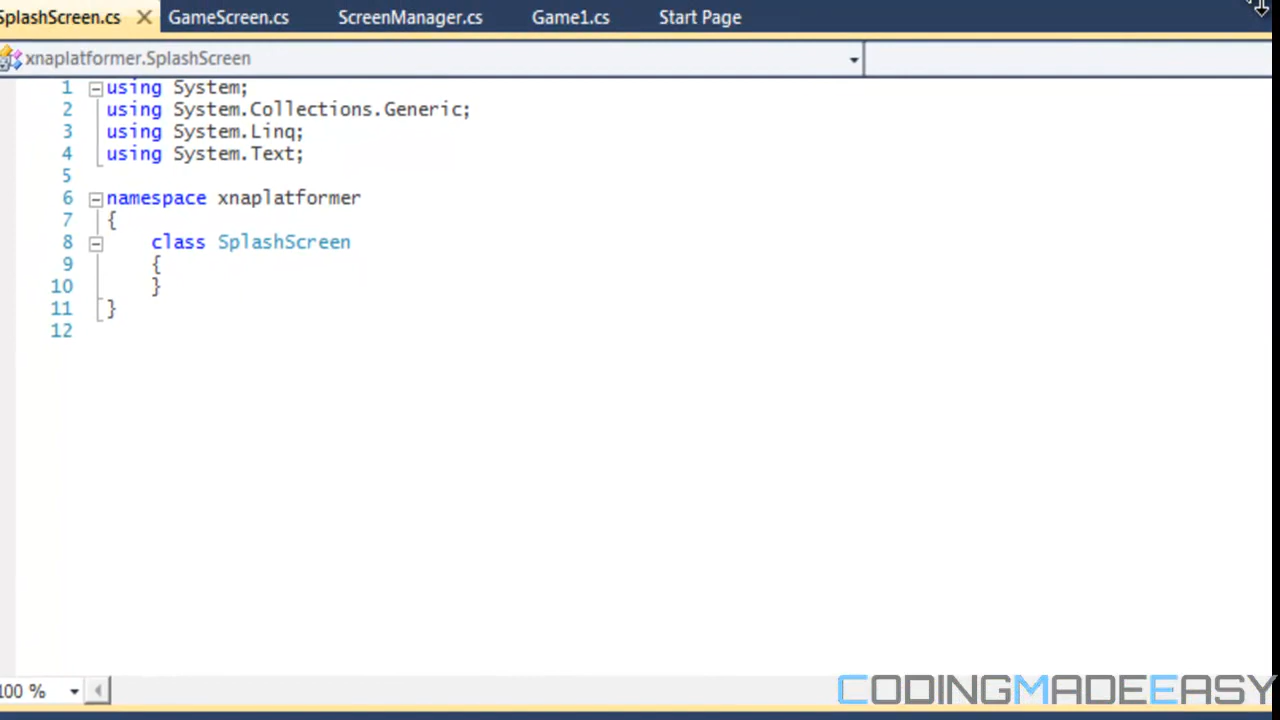 SplashScreen.cs GameScreen.cs ScreenManager.cs Game1.cs Start Page
xnaplatformer.SplashScreen
1 using System;
2 using System.Collections.Generic;
3 using System.Linq;
4 using System.Text;
5
6 namespace xnaplatformer
7 {
8 class SplashScreen
9 {
10 }
11 }
12
100 %
CODINGMADEEASY